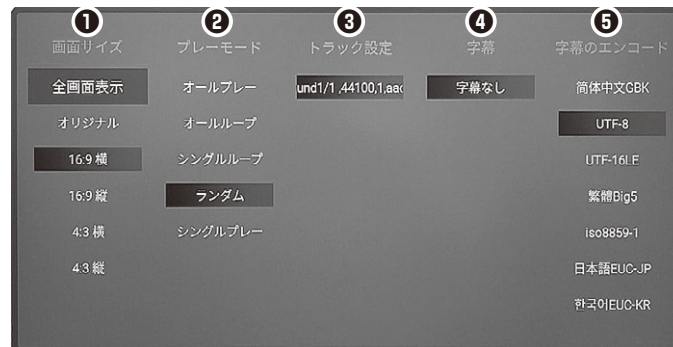 ❶ ❷ ❸ ❹ ❺
画面サイズ プレーモード トラック設定 字幕 字幕のエンコード
全画面表示 オールプレー und1/1 ,44100,1,aac 字幕なし 简体中文GBK
オリジナル オールループ UTF-8
16:9 横 シングルループ UTF-16LE
16:9 縦 ランダム 繁體Big5
4:3 横 シングルプレー iso8859-1
4:3 縦 日本語EUC-JP
한국어EUC-KR